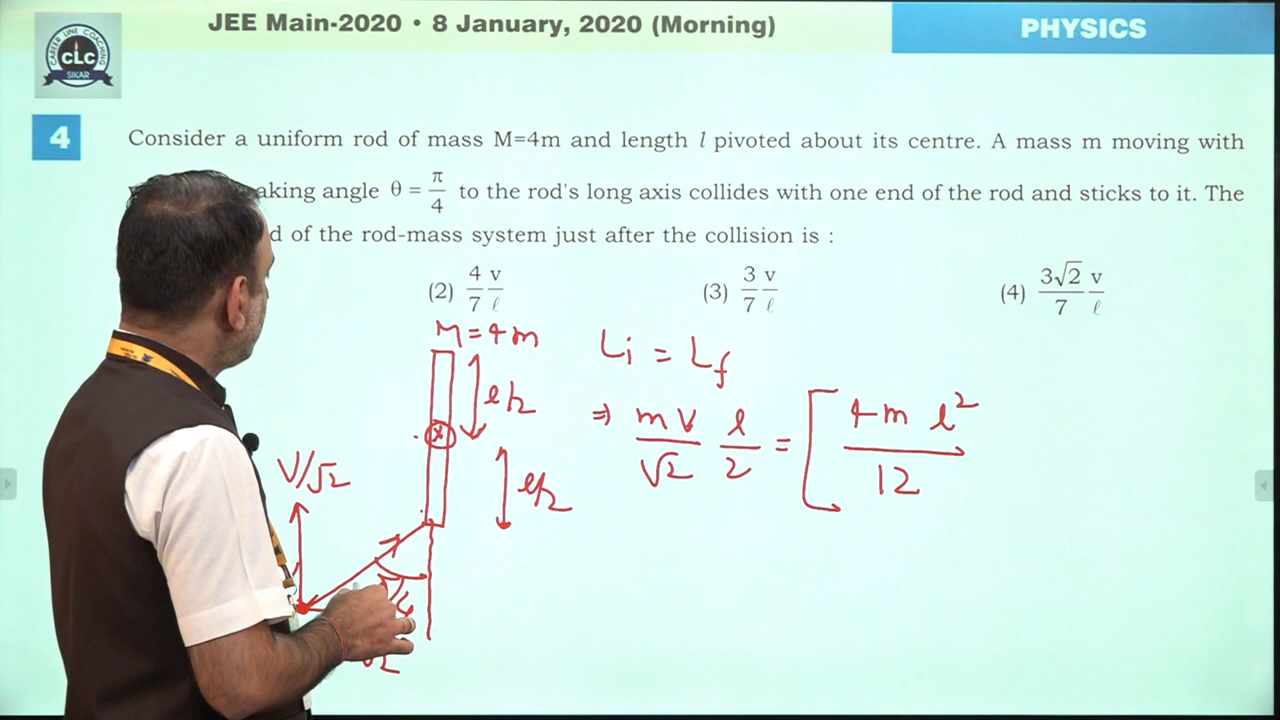 JEE Main-2020 • 8 January, 2020 (Morning)
PHYSICS
CAREER LINE COACHING
CLC
SIKAR
4
Consider a uniform rod of mass M=4m and length l pivoted about its centre. A mass m moving with
angle θ = π/4 to the rod's long axis collides with one end of the rod and sticks to it. The
of the rod-mass system just after the collision is :
(2) 4/7 v/ℓ
(3) 3/7 v/ℓ
(4) 3√2/7 v/ℓ
M = 4m
Li = Lf
l/2
⇒ mV/√2 l/2 = [ 4m l²/12
V/√2
l/2